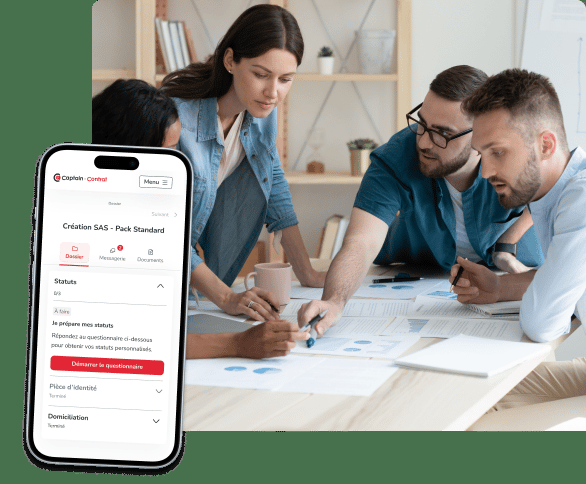 Captain Contrat
Menu
Dossier
Suivant >
Création SAS - Pack Standard
2
Dossier
Messagerie
Documents
Statuts
0/3
À faire
Je prépare mes statuts
Répondez au questionnaire ci-dessous
pour obtenir vos statuts personnalisés.
Démarrer le questionnaire
Pièce d'identité
Terminé
Domiciliation
Terminé